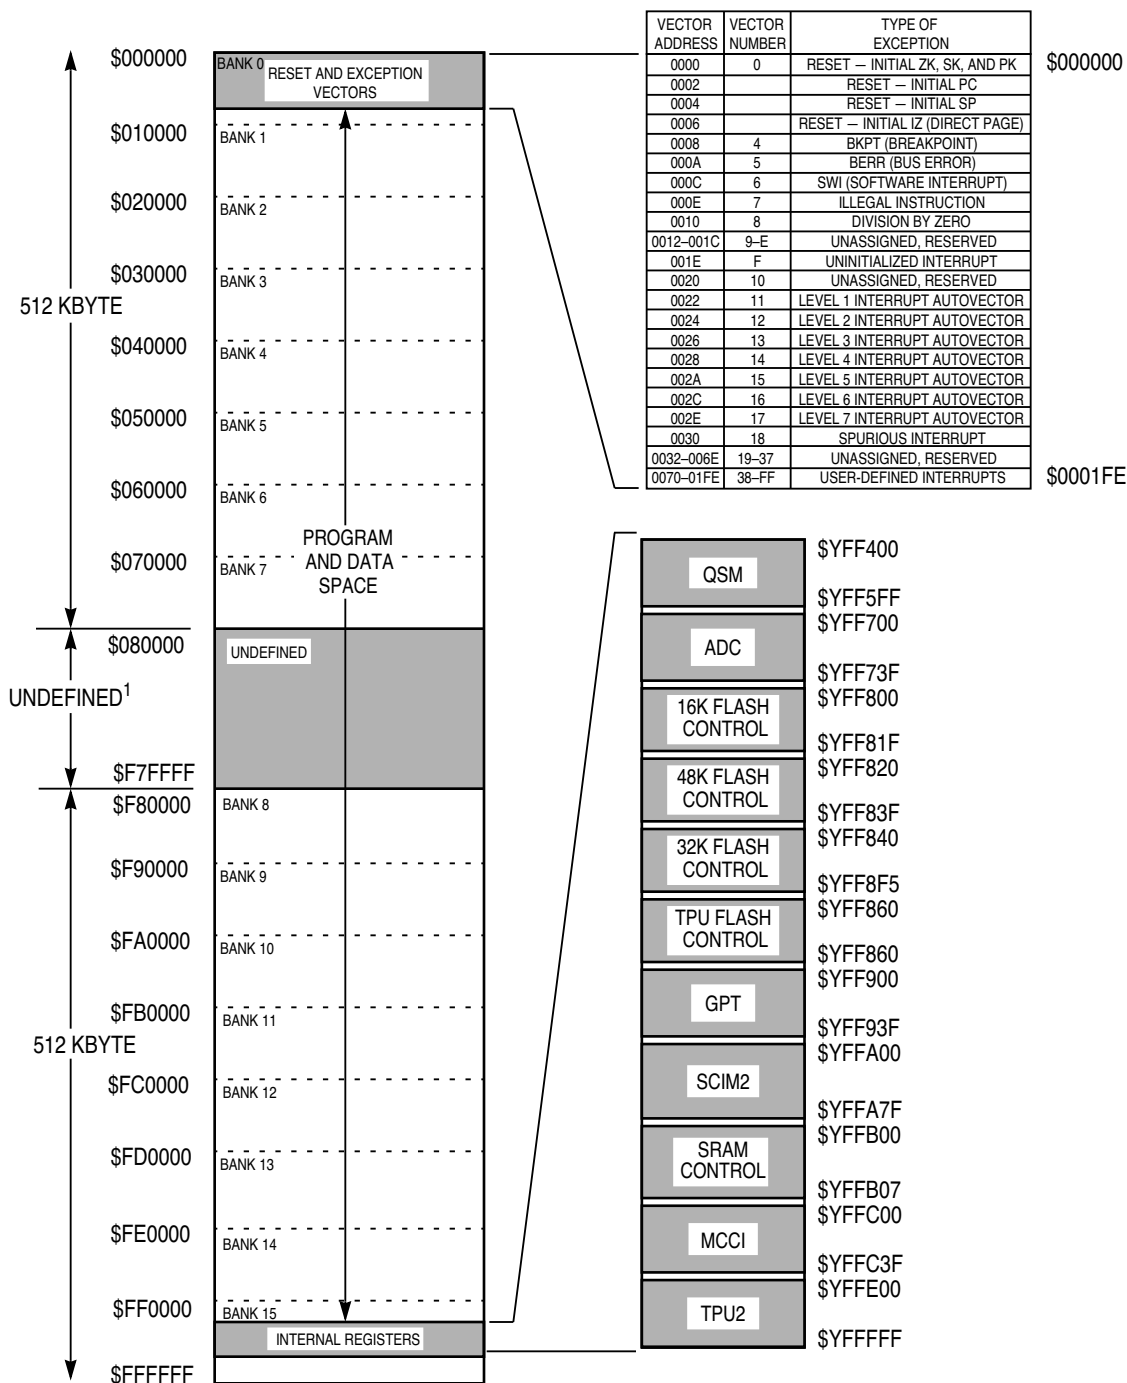 VECTOR ADDRESS VECTOR NUMBER TYPE OF EXCEPTION
0000 0 RESET — INITIAL ZK, SK, AND PK
0002 RESET — INITIAL PC
0004 RESET — INITIAL SP
0006 RESET — INITIAL IZ (DIRECT PAGE)
0008 4 BKPT (BREAKPOINT)
000A 5 BERR (BUS ERROR)
000C 6 SWI (SOFTWARE INTERRUPT)
000E 7 ILLEGAL INSTRUCTION
0010 8 DIVISION BY ZERO
0012–001C 9–E UNASSIGNED, RESERVED
001E F UNINITIALIZED INTERRUPT
0020 10 UNASSIGNED, RESERVED
0022 11 LEVEL 1 INTERRUPT AUTOVECTOR
0024 12 LEVEL 2 INTERRUPT AUTOVECTOR
0026 13 LEVEL 3 INTERRUPT AUTOVECTOR
0028 14 LEVEL 4 INTERRUPT AUTOVECTOR
002A 15 LEVEL 5 INTERRUPT AUTOVECTOR
002C 16 LEVEL 6 INTERRUPT AUTOVECTOR
002E 17 LEVEL 7 INTERRUPT AUTOVECTOR
0030 18 SPURIOUS INTERRUPT
0032–006E 19–37 UNASSIGNED, RESERVED
0070–01FE 38–FF USER-DEFINED INTERRUPTS
$000000
$0001FE
512 KBYTE
UNDEFINED1
512 KBYTE
$000000
$010000
$020000
$030000
$040000
$050000
$060000
$070000
$080000
$F7FFFF
$F80000
$F90000
$FA0000
$FB0000
$FC0000
$FD0000
$FE0000
$FF0000
$FFFFFF
BANK 0
RESET AND EXCEPTION
VECTORS
BANK 1
BANK 2
BANK 3
BANK 4
BANK 5
BANK 6
PROGRAM
AND DATA
SPACE
BANK 7
UNDEFINED
BANK 8
BANK 9
BANK 10
BANK 11
BANK 12
BANK 13
BANK 14
BANK 15
INTERNAL REGISTERS
$YFF400
QSM
$YFF5FF
$YFF700
ADC
$YFF73F
$YFF800
16K FLASH
CONTROL
$YFF81F
$YFF820
48K FLASH
CONTROL
$YFF83F
$YFF840
32K FLASH
CONTROL
$YFF8F5
$YFF860
TPU FLASH
CONTROL
$YFF860
$YFF900
GPT
$YFF93F
$YFFA00
SCIM2
$YFFA7F
$YFFB00
SRAM
CONTROL
$YFFB07
$YFFC00
MCCI
$YFFC3F
$YFFE00
TPU2
$YFFFFF